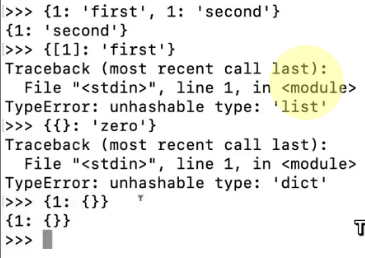 >>> {1: 'first', 1: 'second'}
{1: 'second'}
>>> {[1]: 'first'}
Traceback (most recent call last):
  File "<stdin>", line 1, in <module>
TypeError: unhashable type: 'list'
>>> {{}: 'zero'}
Traceback (most recent call last):
  File "<stdin>", line 1, in <module>
TypeError: unhashable type: 'dict'
>>> {1: {}}
{1: {}}
>>>